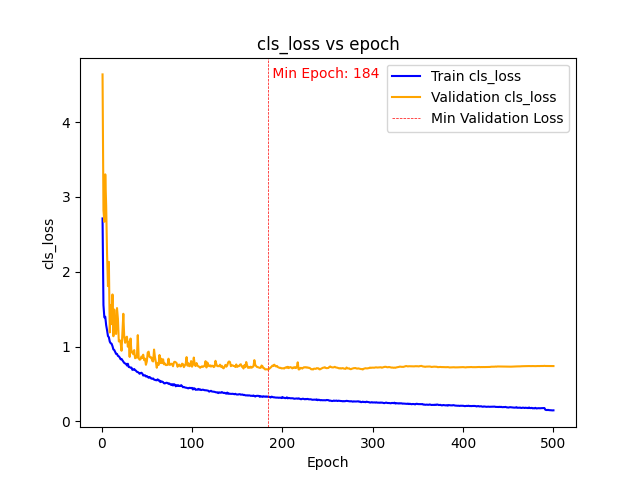 cls_loss vs epoch
Min Epoch: 184
Train cls_loss
Validation cls_loss
Min Validation Loss
cls_loss
4
3
2
1
0
0 100 200 300 400 500
Epoch